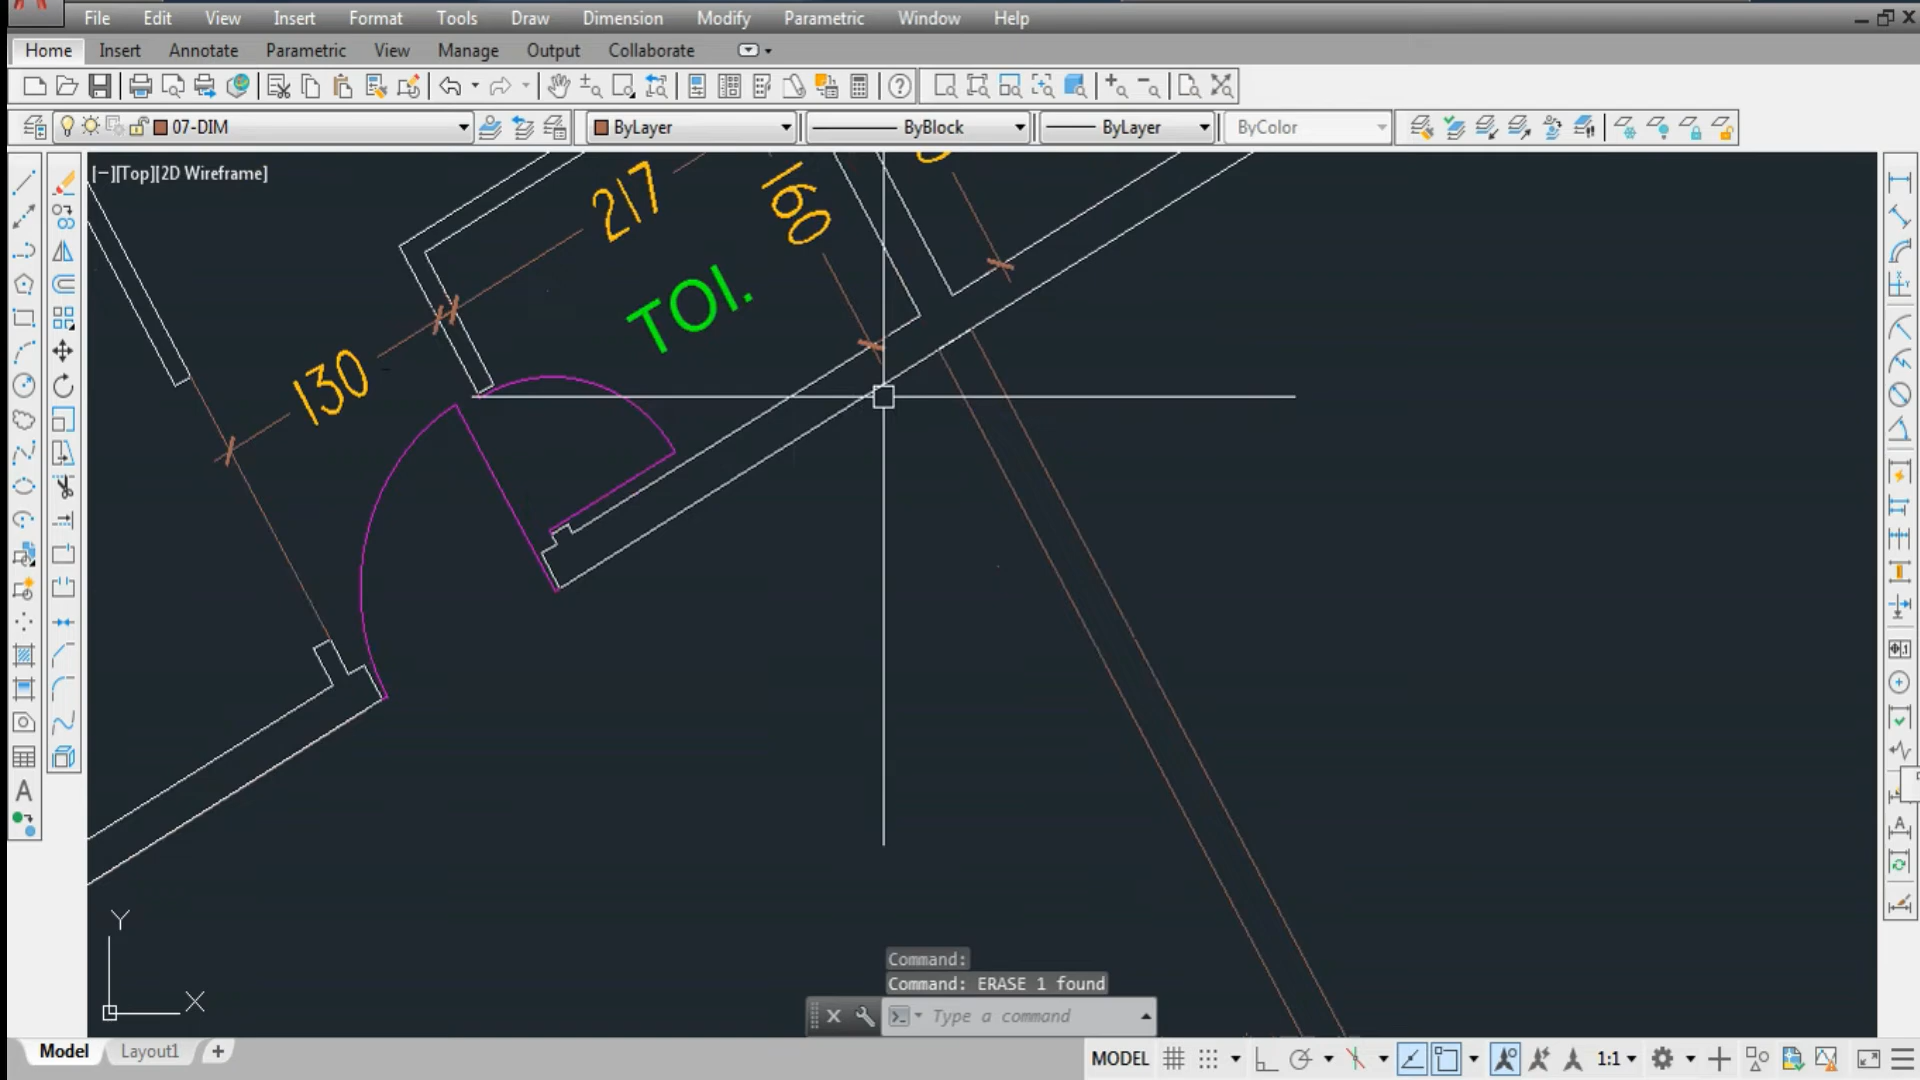 File Edit View Insert Format Tools Draw Dimension Modify Parametric Window Help
Home Insert Annotate Parametric View Manage Output Collaborate
07-DIM ByLayer ByBlock ByLayer ByColor
[−][Top][2D Wireframe]
217
160
TOI.
130
Y
X
Command:
Command: ERASE 1 found
Type a command
Model Layout1 +
MODEL 1:1